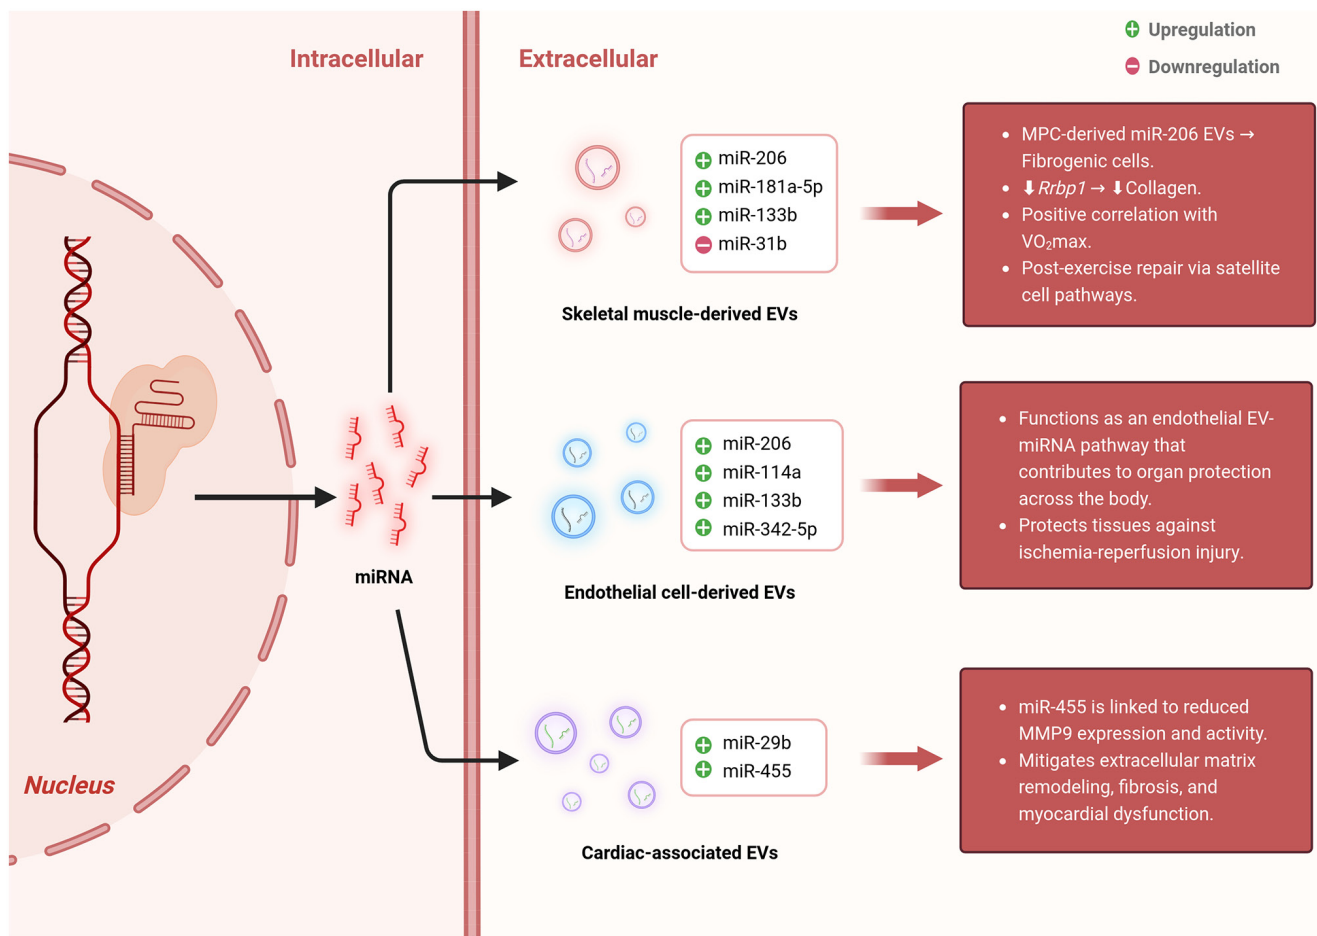 Intracellular
Extracellular
Upregulation
Downregulation
miR-206
miR-181a-5p
miR-133b
miR-31b
Skeletal muscle-derived EVs
• MPC-derived miR-206 EVs →
Fibrogenic cells.
• ⬇Rrbp1 → ⬇Collagen.
• Positive correlation with
VO₂max.
• Post-exercise repair via satellite
cell pathways.
miRNA
miR-206
miR-114a
miR-133b
miR-342-5p
Endothelial cell-derived EVs
• Functions as an endothelial EV-
miRNA pathway that
contributes to organ protection
across the body.
• Protects tissues against
ischemia-reperfusion injury.
Nucleus
miR-29b
miR-455
Cardiac-associated EVs
• miR-455 is linked to reduced
MMP9 expression and activity.
• Mitigates extracellular matrix
remodeling, fibrosis, and
myocardial dysfunction.